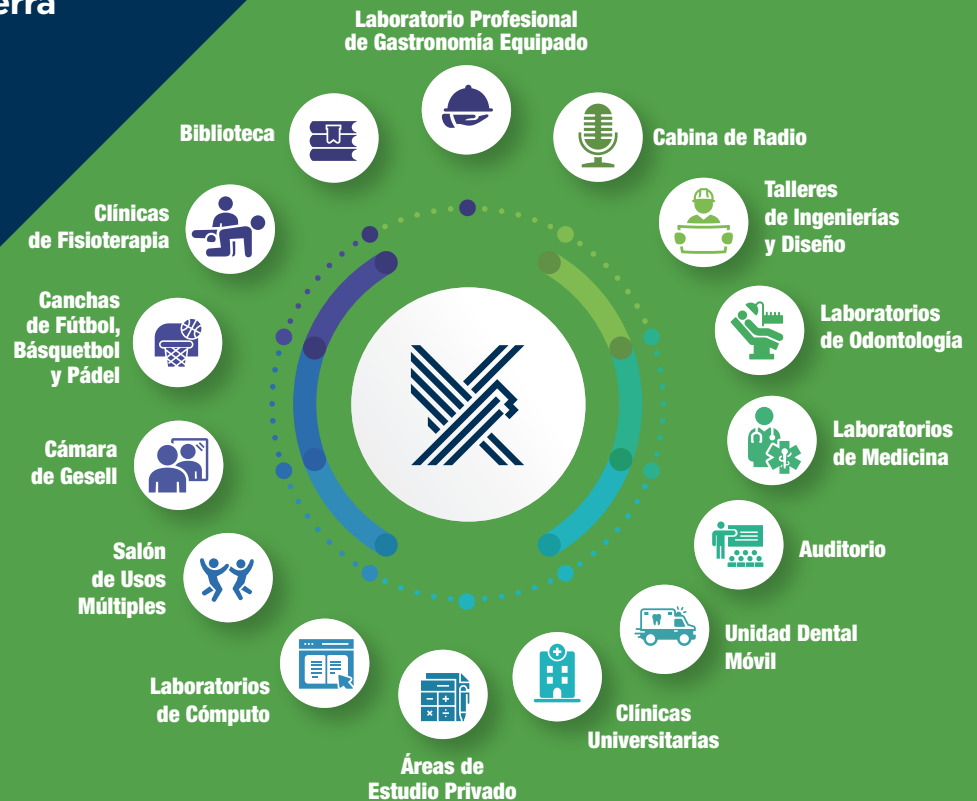 erra
Laboratorio Profesional
de Gastronomía Equipado
Cabina de Radio
Talleres
de Ingenierías
y Diseño
Laboratorios
de Odontología
Laboratorios
de Medicina
Auditorio
Unidad Dental
Móvil
Clínicas
Universitarias
Áreas de
Estudio Privado
Laboratorios
de Cómputo
Salón
de Usos
Múltiples
Cámara
de Gesell
Canchas
de Fútbol,
Básquetbol
y Pádel
Clínicas
de Fisioterapia
Biblioteca